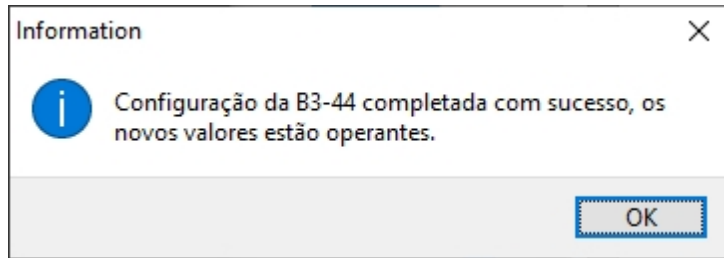 Information
Configuração da B3-44 completada com sucesso, os
novos valores estão operantes.
OK